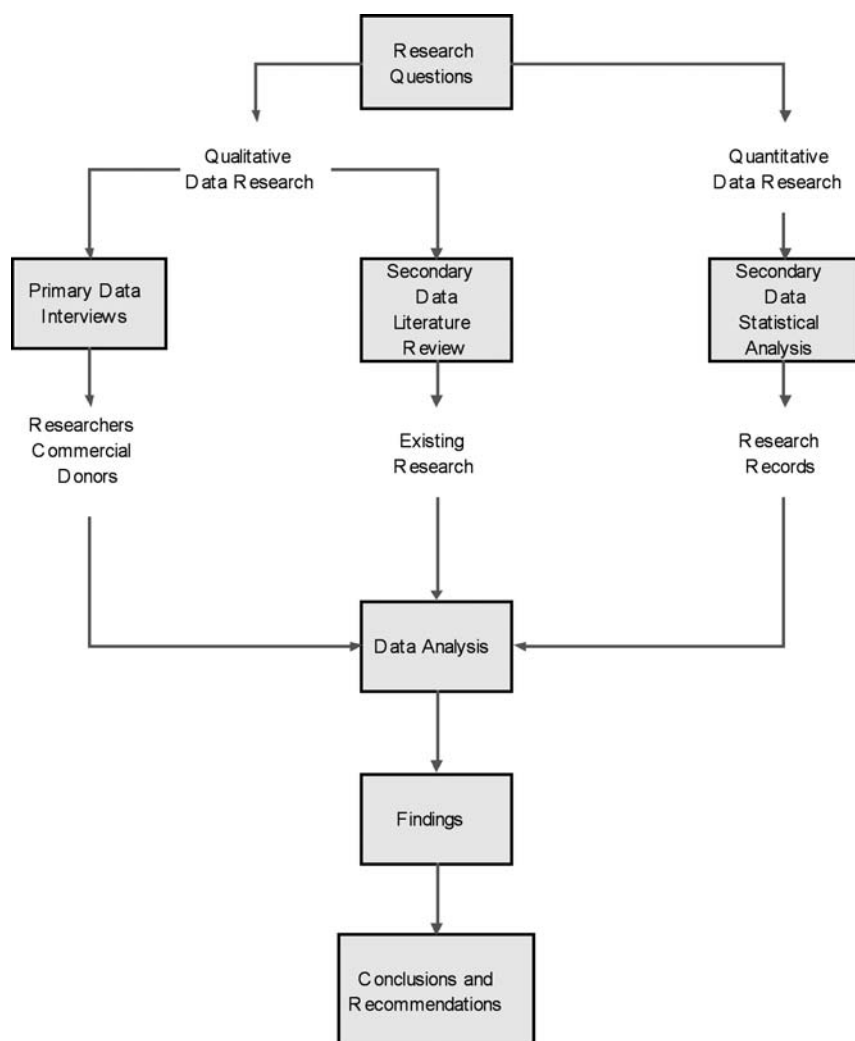 Research
Questions
Qualitative
Data Research
Quantitative
Data Research
Primary Data
Interviews
Secondary
Data
Literature
Review
Secondary
Data
Statistical
Analysis
Researchers
Commercial
Donors
Existing
Research
Research
Records
Data Analysis
Findings
Conclusions and
Recommendations